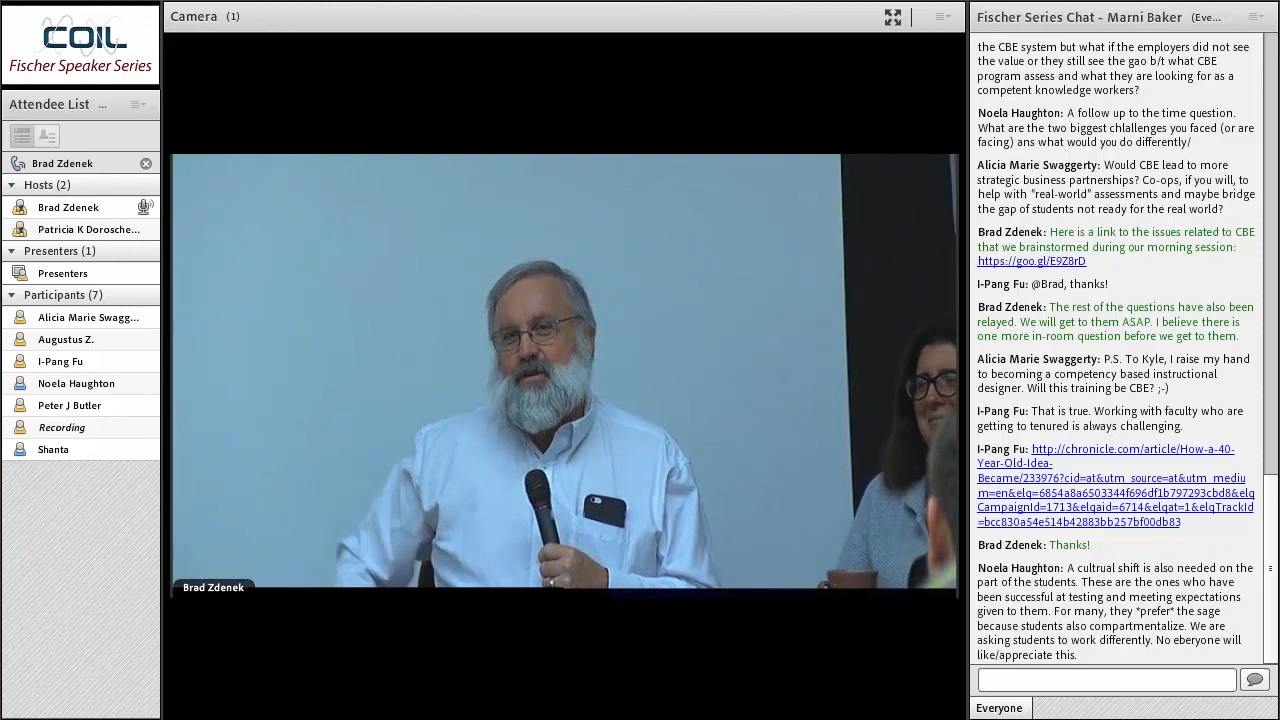 COIL
Fischer Speaker Series
Attendee List ...
Brad Zdenek
Hosts (2)
Brad Zdenek
Patricia K Dorosche...
Presenters (1)
Presenters
Participants (7)
Alicia Marie Swagg...
Augustus Z.
I-Pang Fu
Noela Haughton
Peter J Butler
Recording
Shanta
Camera (1)
Brad Zdenek
Fischer Series Chat - Marni Baker (Eve...
the CBE system but what if the employers did not see
the value or they still see the gao b/t what CBE
program assess and what they are looking for as a
competent knowledge workers?
Noela Haughton: A follow up to the time question.
What are the two biggest chlallenges you faced (or are
facing) ans what would you do differently/
Alicia Marie Swaggerty: Would CBE lead to more
strategic business partnerships? Co-ops, if you will, to
help with "real-world" assessments and maybe bridge
the gap of students not ready for the real world?
Brad Zdenek: Here is a link to the issues related to CBE
that we brainstormed during our morning session:
https://goo.gl/E9Z8rD
I-Pang Fu: @Brad, thanks!
Brad Zdenek: The rest of the questions have also been
relayed. We will get to them ASAP. I believe there is
one more in-room question before we get to them.
Alicia Marie Swaggerty: P.S. To Kyle, I raise my hand
to becoming a competency based instructional
designer. Will this training be CBE? ;-)
I-Pang Fu: That is true. Working with faculty who are
getting to tenured is always challenging.
I-Pang Fu: http://chronicle.com/article/How-a-40-
Year-Old-Idea-
Became/233976?cid=at&utm_source=at&utm_mediu
m=en&elq=6854a8a6503344f696df1b797293cbd8&elq
CampaignId=1713&elqaid=6714&elqat=1&elqTrackId
=bcc830a54e514b42883bb257bf00db83
Brad Zdenek: Thanks!
Noela Haughton: A cultrual shift is also needed on the
part of the students. These are the ones who have
been successful at testing and meeting expectations
given to them. For many, they *prefer* the sage
because students also compartmentalize. We are
asking students to work differently. No eberyone will
like/appreciate this.
Everyone